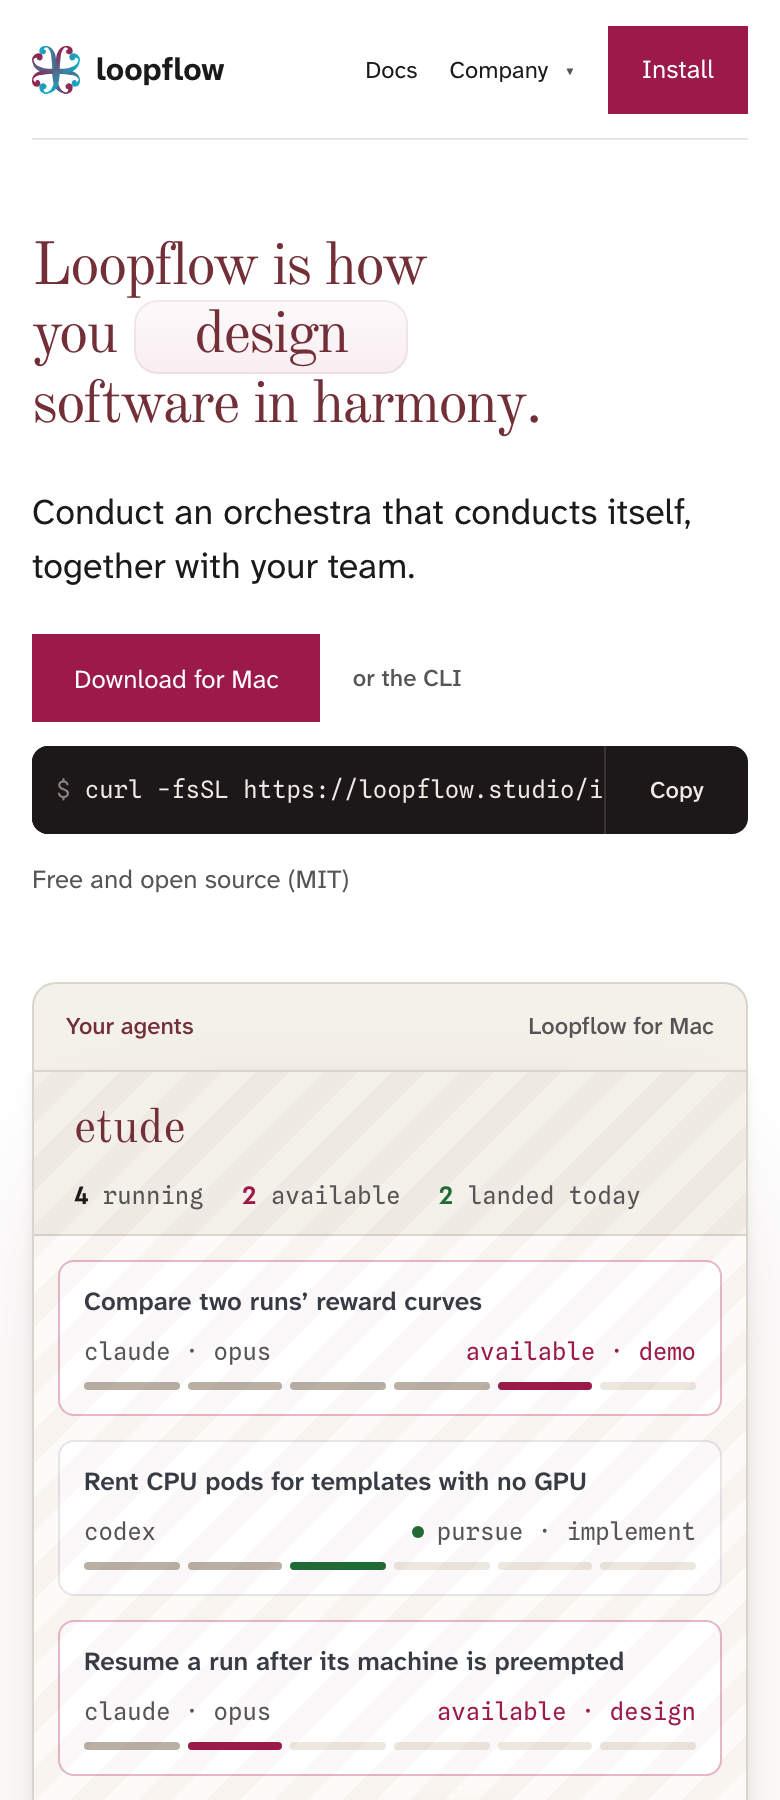 loopflow
Docs
Company ▾
Install
Loopflow is how
you design
software in harmony.
Conduct an orchestra that conducts itself,
together with your team.
Download for Mac
or the CLI
$ curl -fsSL https://loopflow.studio/i
Copy
Free and open source (MIT)
Your agents
Loopflow for Mac
etude
4 running 2 available 2 landed today
Compare two runs’ reward curves
claude · opus
available · demo
Rent CPU pods for templates with no GPU
codex
pursue · implement
Resume a run after its machine is preempted
claude · opus
available · design